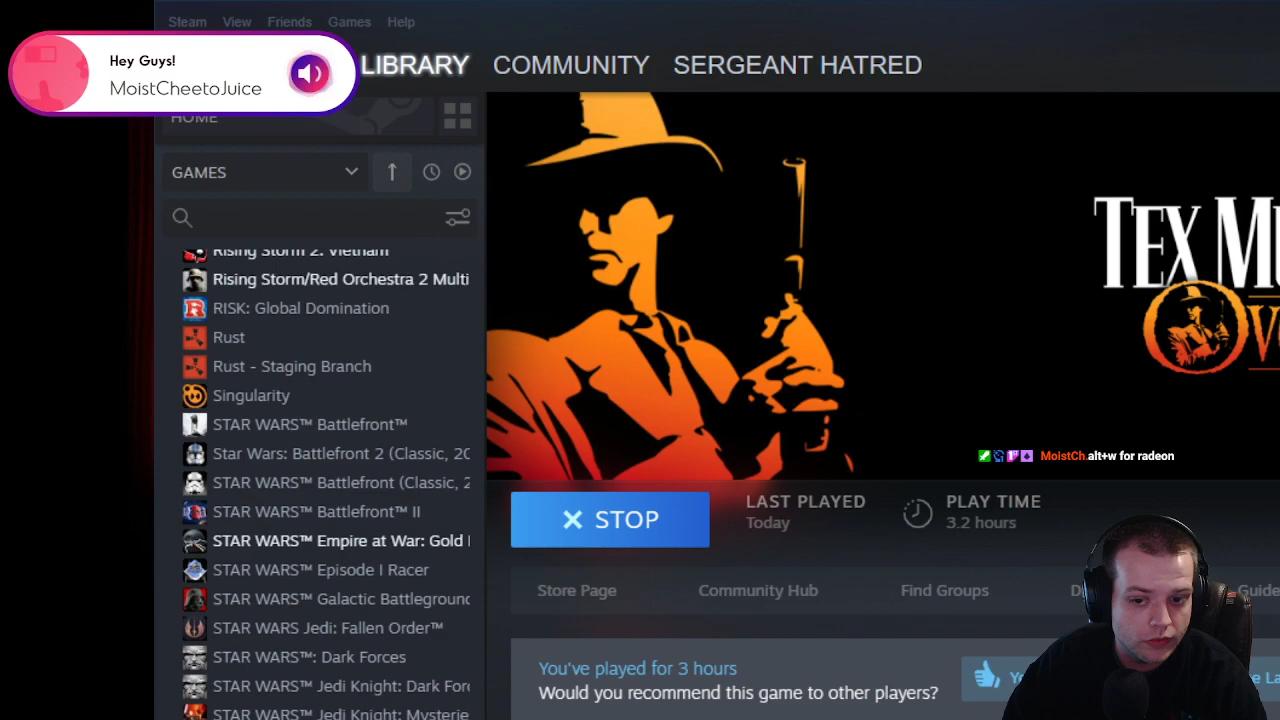 Steam View Friends Games Help
Hey Guys!
MoistCheetoJuice
LIBRARY COMMUNITY SERGEANT HATRED
HOME
GAMES
Rising Storm 2: Vietnam
Rising Storm/Red Orchestra 2 Multi
RISK: Global Domination
Rust
Rust - Staging Branch
Singularity
STAR WARS™ Battlefront™
Star Wars: Battlefront 2 (Classic, 20
STAR WARS™ Battlefront (Classic, 2
STAR WARS™ Battlefront™ II
STAR WARS™ Empire at War: Gold
STAR WARS™ Episode I Racer
STAR WARS™ Galactic Battleground
STAR WARS Jedi: Fallen Order™
STAR WARS™: Dark Forces
STAR WARS™ Jedi Knight: Dark For
STAR WARS™ Jedi Knight: Mysterie
TEX M
MoistCh.alt+w for radeon
STOP
LAST PLAYED
Today
PLAY TIME
3.2 hours
Store Page Community Hub Find Groups D Guide
You've played for 3 hours
Would you recommend this game to other players?